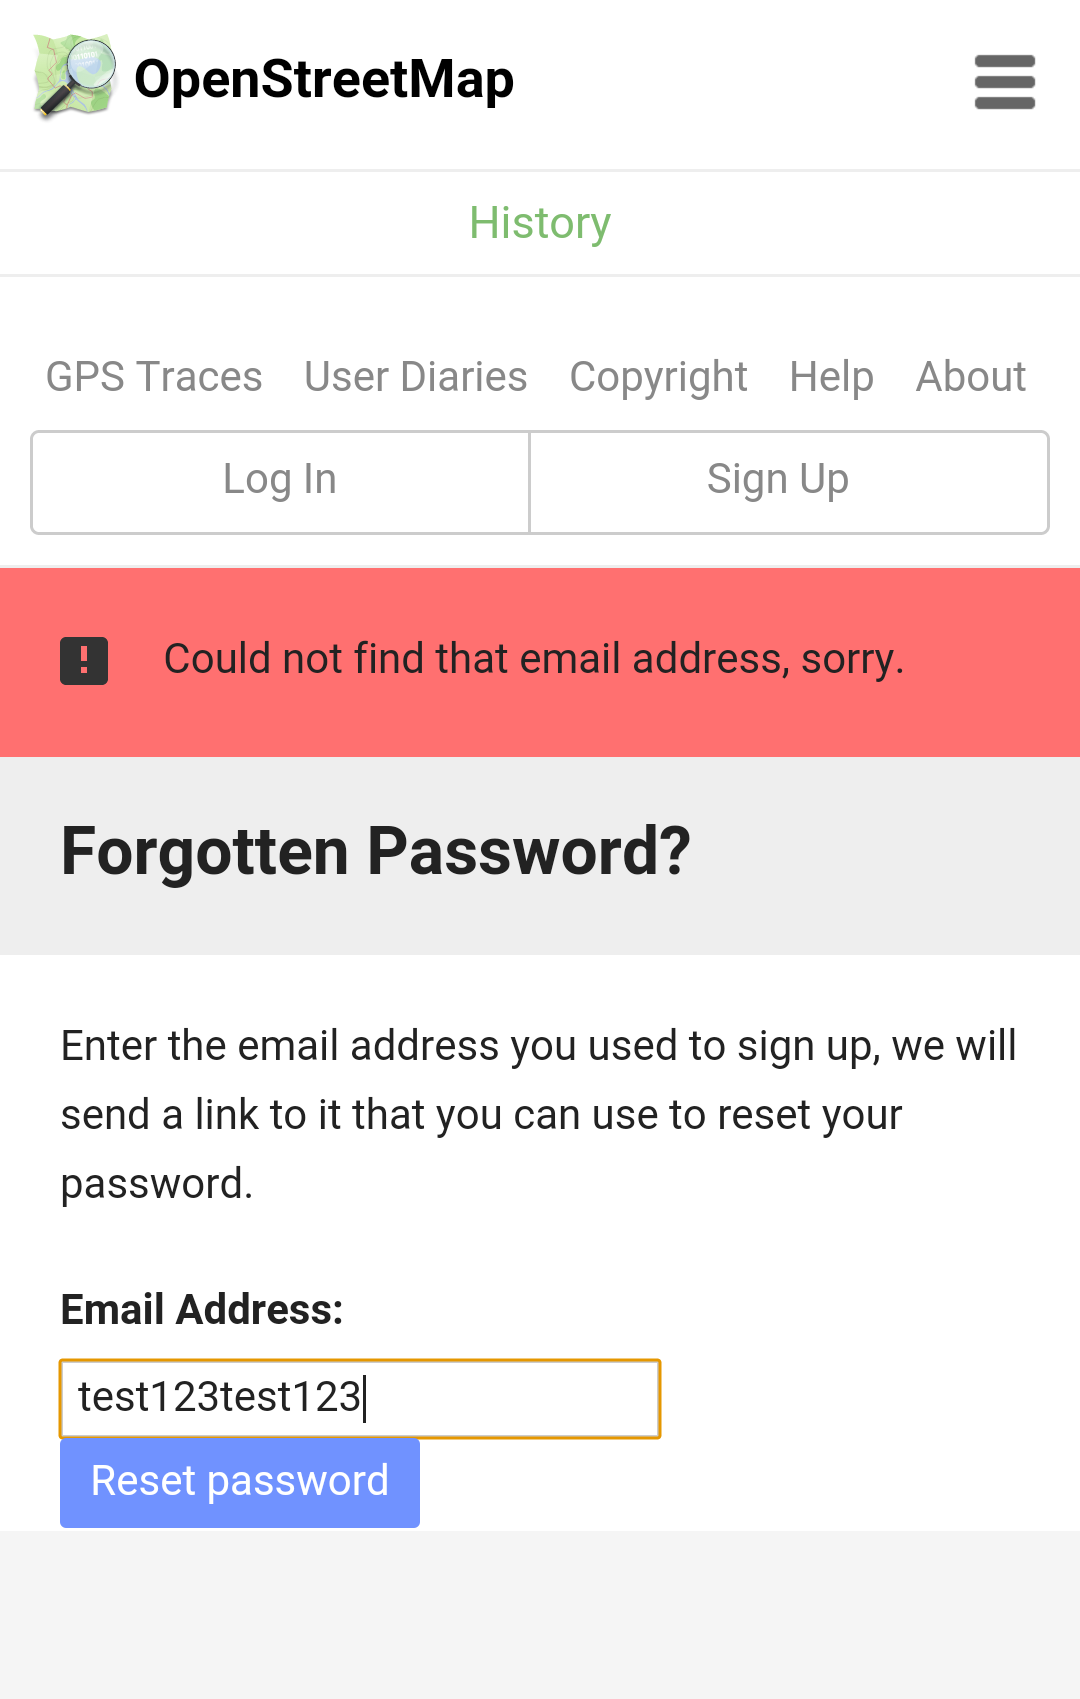 OpenStreetMap
History
GPS Traces User Diaries Copyright Help About
Log In Sign Up
Could not find that email address, sorry.
Forgotten Password?
Enter the email address you used to sign up, we will
send a link to it that you can use to reset your
password.
Email Address:
test123test123
Reset password